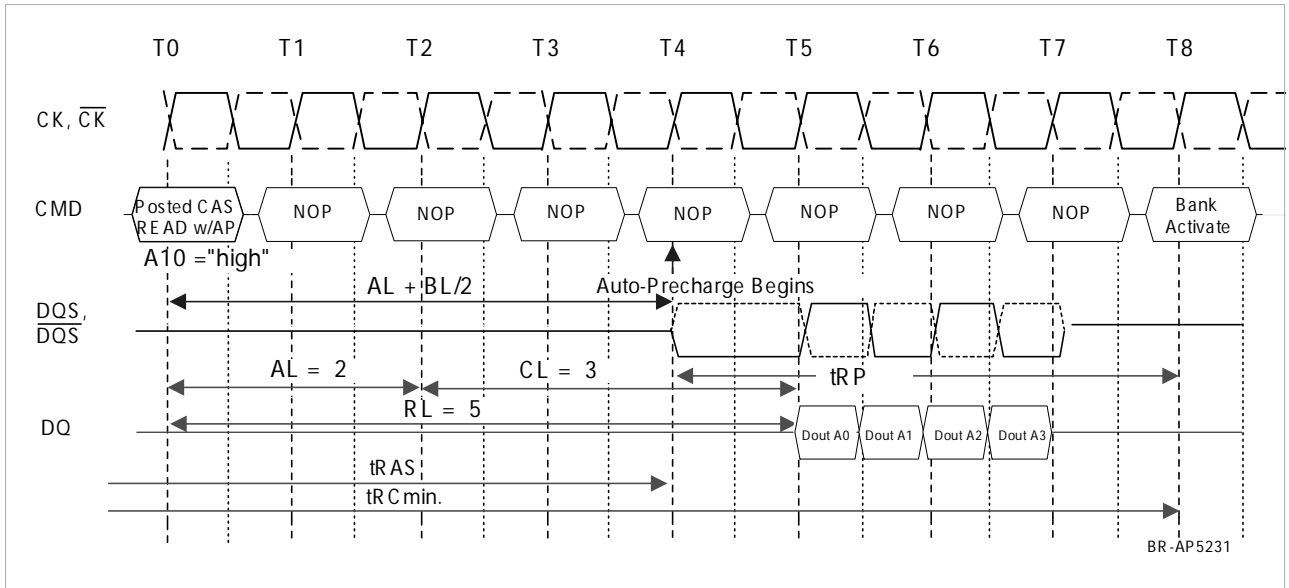 T0 T1 T2 T3 T4 T5 T6 T7 T8
CK, CK
CMD
Posted CAS
READ w/AP
NOP NOP NOP NOP NOP NOP NOP
Bank
Activate
A10 ="high"
AL + BL/2
Auto-Precharge Begins
DQS,
DQS
AL = 2
CL = 3
tRP
RL = 5
DQ
Dout A0 Dout A1 Dout A2 Dout A3
tRAS
tRCmin.
BR-AP5231